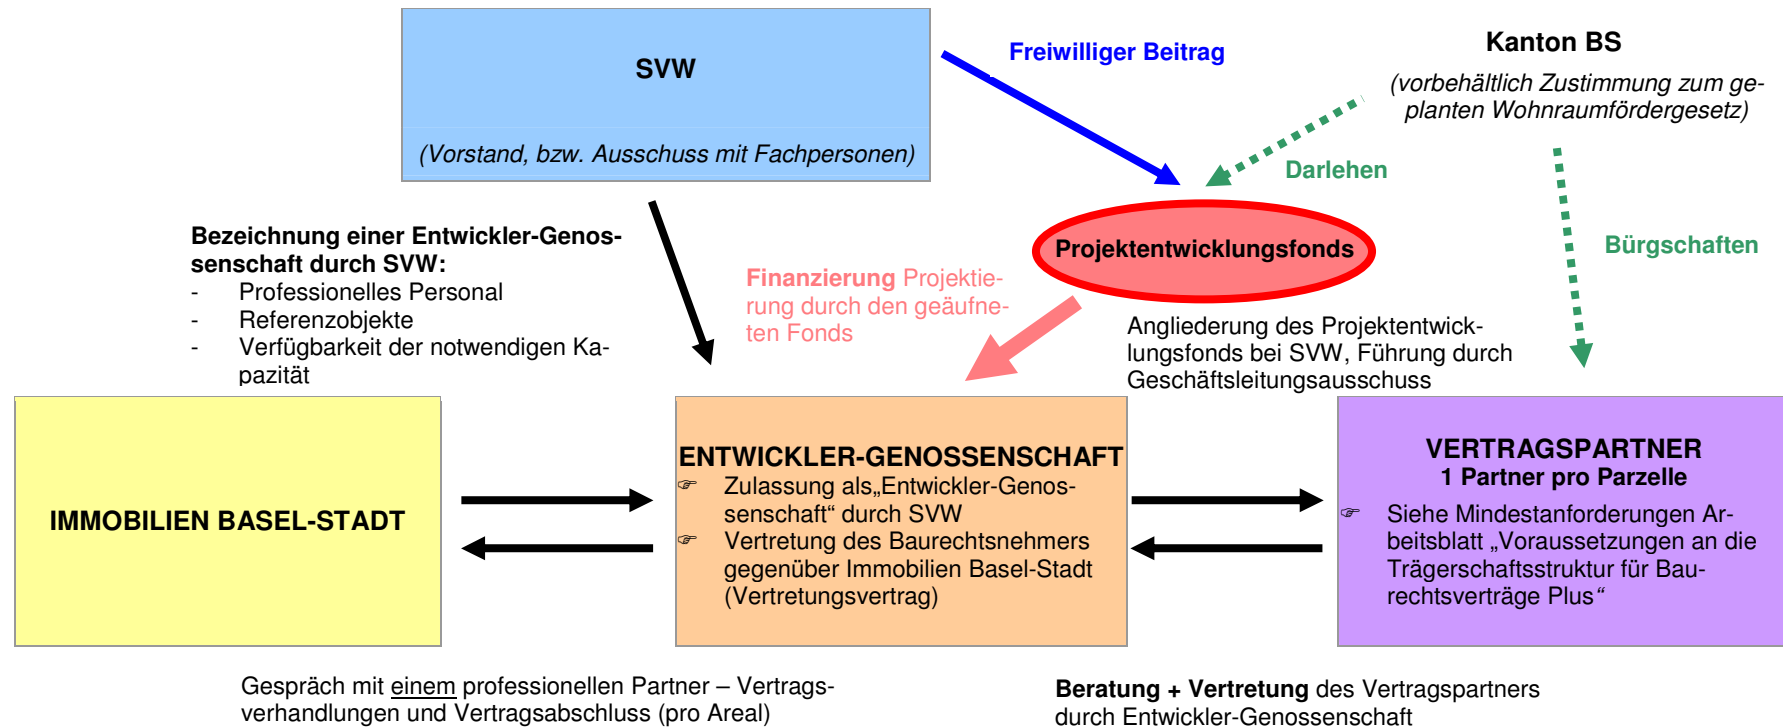 SVW
(Vorstand, bzw. Ausschuss mit Fachpersonen)
Freiwilliger Beitrag
Kanton BS
(vorbehältlich Zustimmung zum ge-
planten Wohnraumfördergesetz)
Darlehen
Bürgschaften
Projektentwicklungsfonds
Bezeichnung einer Entwickler-Genos-
senschaft durch SVW:
- Professionelles Personal
- Referenzobjekte
- Verfügbarkeit der notwendigen Ka-
pazität
Finanzierung Projektie-
rung durch den geäufne-
ten Fonds
Angliederung des Projektentwick-
lungsfonds bei SVW, Führung durch
Geschäftsleitungsausschuss
IMMOBILIEN BASEL-STADT
ENTWICKLER-GENOSSENSCHAFT
☞ Zulassung als„Entwickler-Genos-
senschaft“ durch SVW
☞ Vertretung des Baurechtsnehmers
gegenüber Immobilien Basel-Stadt
(Vertretungsvertrag)
VERTRAGSPARTNER
1 Partner pro Parzelle
☞ Siehe Mindestanforderungen Ar-
beitsblatt „Voraussetzungen an die
Trägerschaftsstruktur für Bau-
rechtsverträge Plus“
Gespräch mit einem professionellen Partner – Vertrags-
verhandlungen und Vertragsabschluss (pro Areal)
Beratung + Vertretung des Vertragspartners
durch Entwickler-Genossenschaft